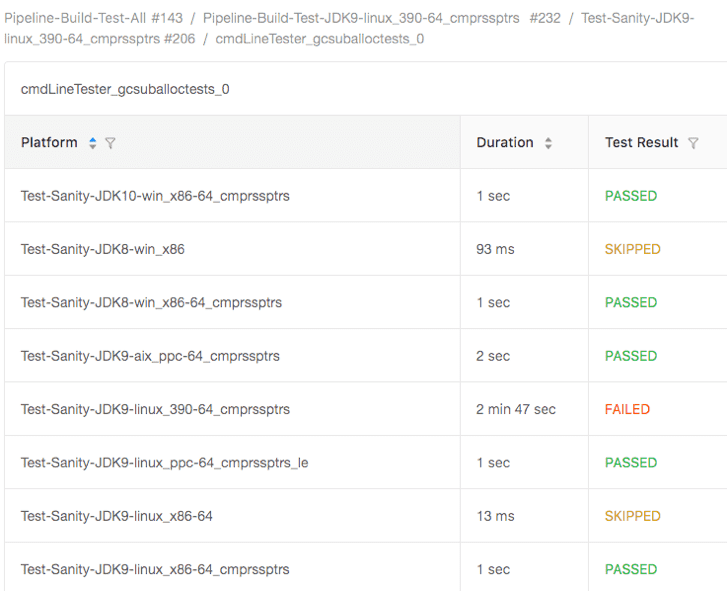 Pipeline-Build-Test-All #143 / Pipeline-Build-Test-JDK9-linux_390-64_cmprssptrs #232 / Test-Sanity-JDK9-
linux_390-64_cmprssptrs #206 / cmdLineTester_gcsuballoctests_0
cmdLineTester_gcsuballoctests_0
Platform Duration Test Result
Test-Sanity-JDK10-win_x86-64_cmprssptrs 1 sec PASSED
Test-Sanity-JDK8-win_x86 93 ms SKIPPED
Test-Sanity-JDK8-win_x86-64_cmprssptrs 1 sec PASSED
Test-Sanity-JDK9-aix_ppc-64_cmprssptrs 2 sec PASSED
Test-Sanity-JDK9-linux_390-64_cmprssptrs 2 min 47 sec FAILED
Test-Sanity-JDK9-linux_ppc-64_cmprssptrs_le 1 sec PASSED
Test-Sanity-JDK9-linux_x86-64 13 ms SKIPPED
Test-Sanity-JDK9-linux_x86-64_cmprssptrs 1 sec PASSED